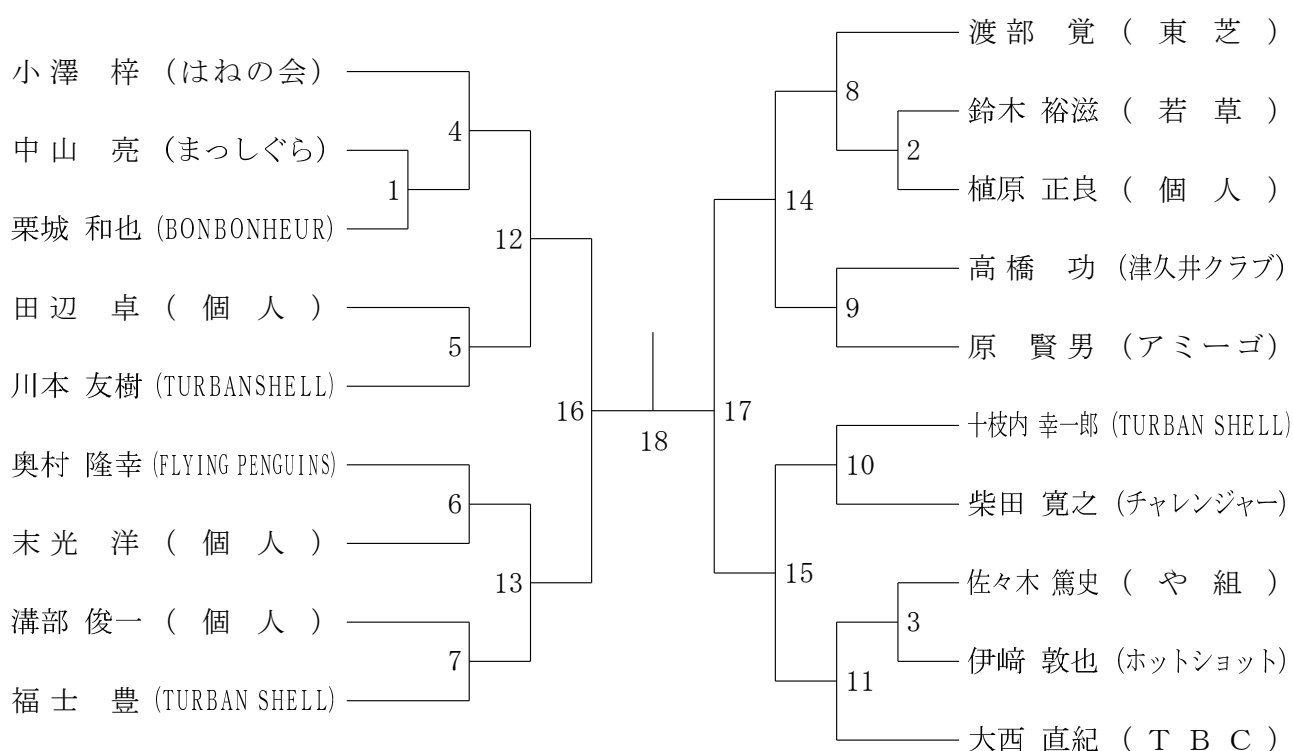 小澤 梓 (はねの会)
中山 亮 (まっしぐら)
栗城 和也 (BONBONHEUR)
田辺 卓 (個人)
川本 友樹 (TURBANSHELL)
奥村 隆幸 (FLYING PENGUINS)
末光 洋 (個人)
溝部 俊一 (個人)
福士 豊 (TURBAN SHELL)
1
4
5
6
7
12
13
16
18
17
14
15
8
2
9
10
3
11
渡部 覚 (東芝)
鈴木 裕滋 (若草)
植原 正良 (個人)
高橋 功 (津久井クラブ)
原 賢男 (アミーゴ)
十枝内 幸一郎 (TURBAN SHELL)
柴田 寛之 (チャレンジャー)
佐々木 篤史 (や組)
伊﨑 敦也 (ホットショット)
大西 直紀 (TBC)